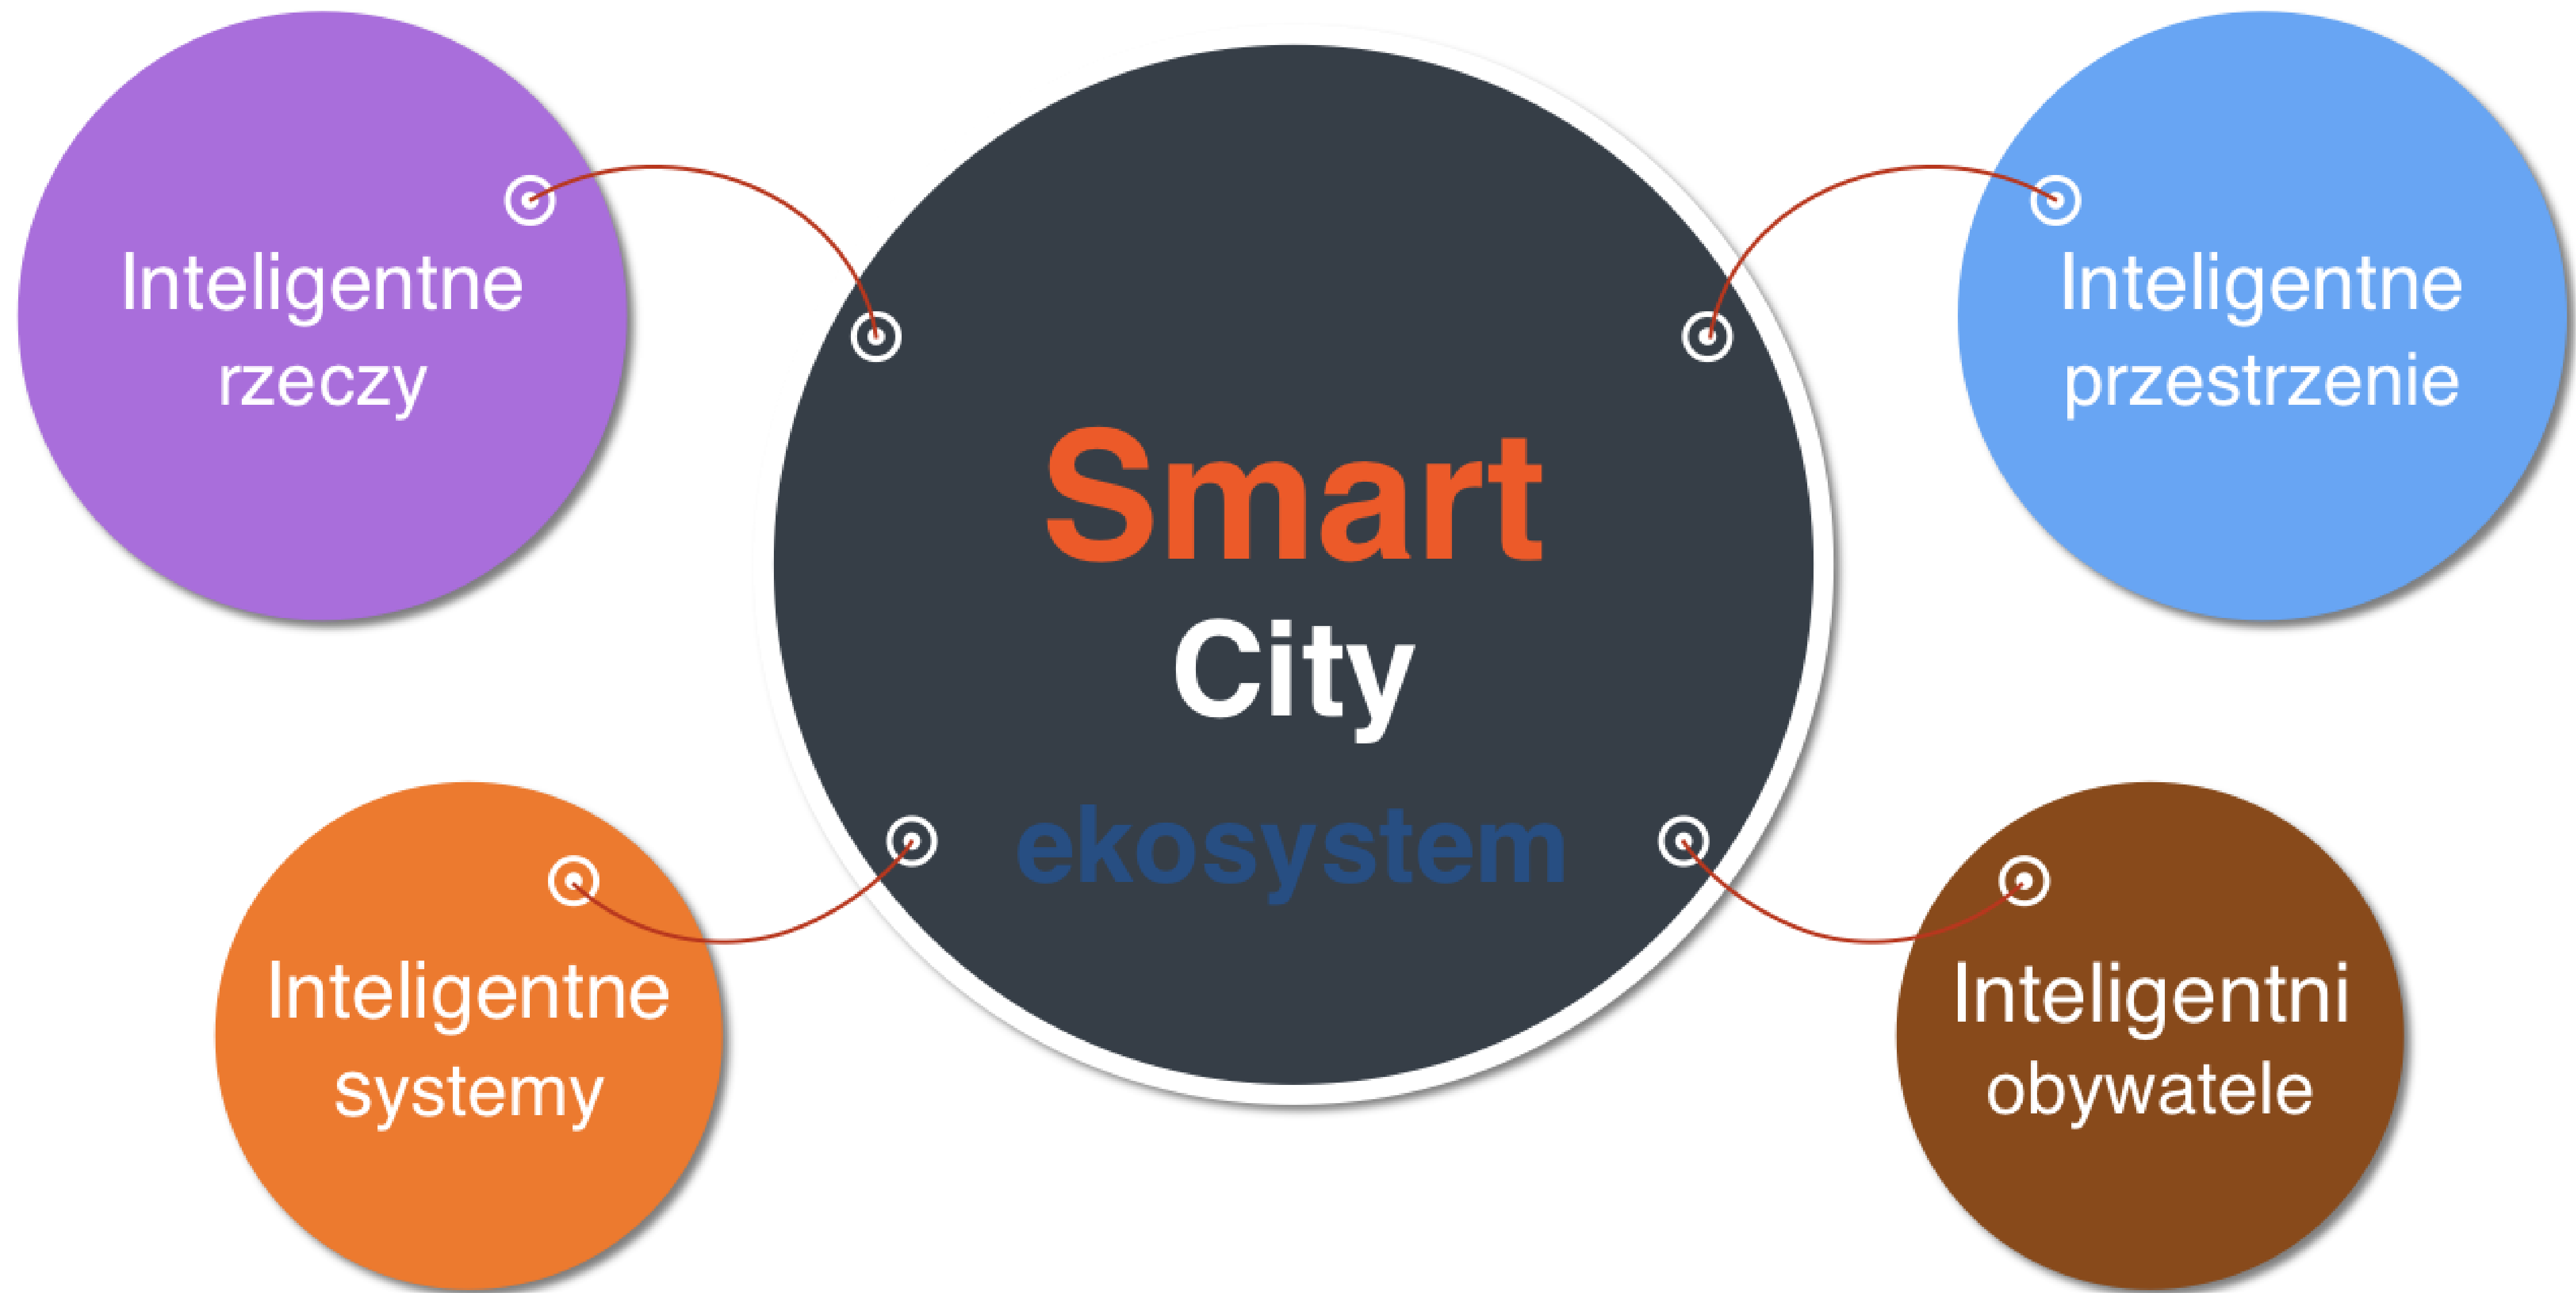 Inteligentne
rzeczy
Inteligentne
przestrzenie
Smart
City
ekosystem
Inteligentne
systemy
Inteligentni
obywatele